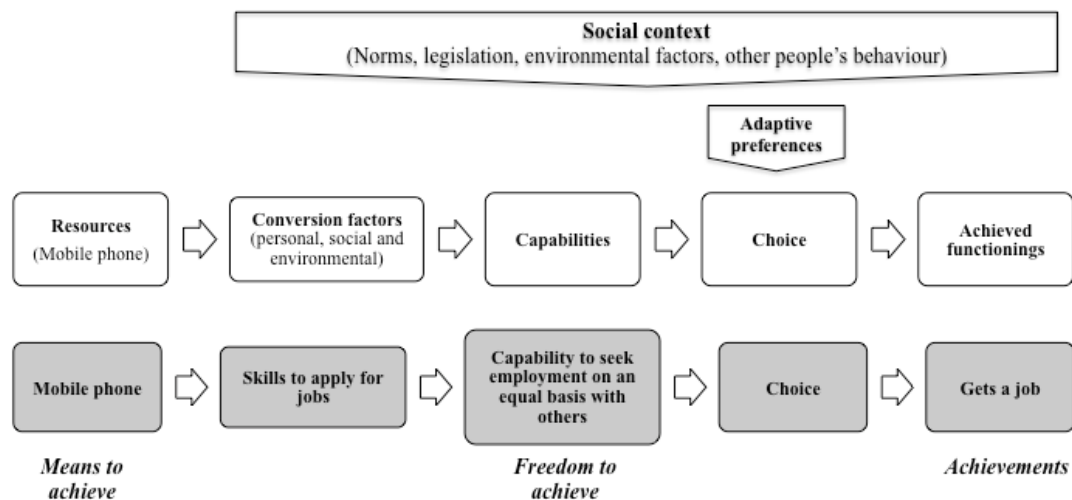 Social context
(Norms, legislation, environmental factors, other people's behaviour)
Adaptive
preferences
Resources
(Mobile phone)
Conversion factors
(personal, social and
environmental)
Capabilities
Choice
Achieved
functionings
Mobile phone
Skills to apply for
jobs
Capability to seek
employment on an
equal basis with
others
Choice
Gets a job
Means to
achieve
Freedom to
achieve
Achievements